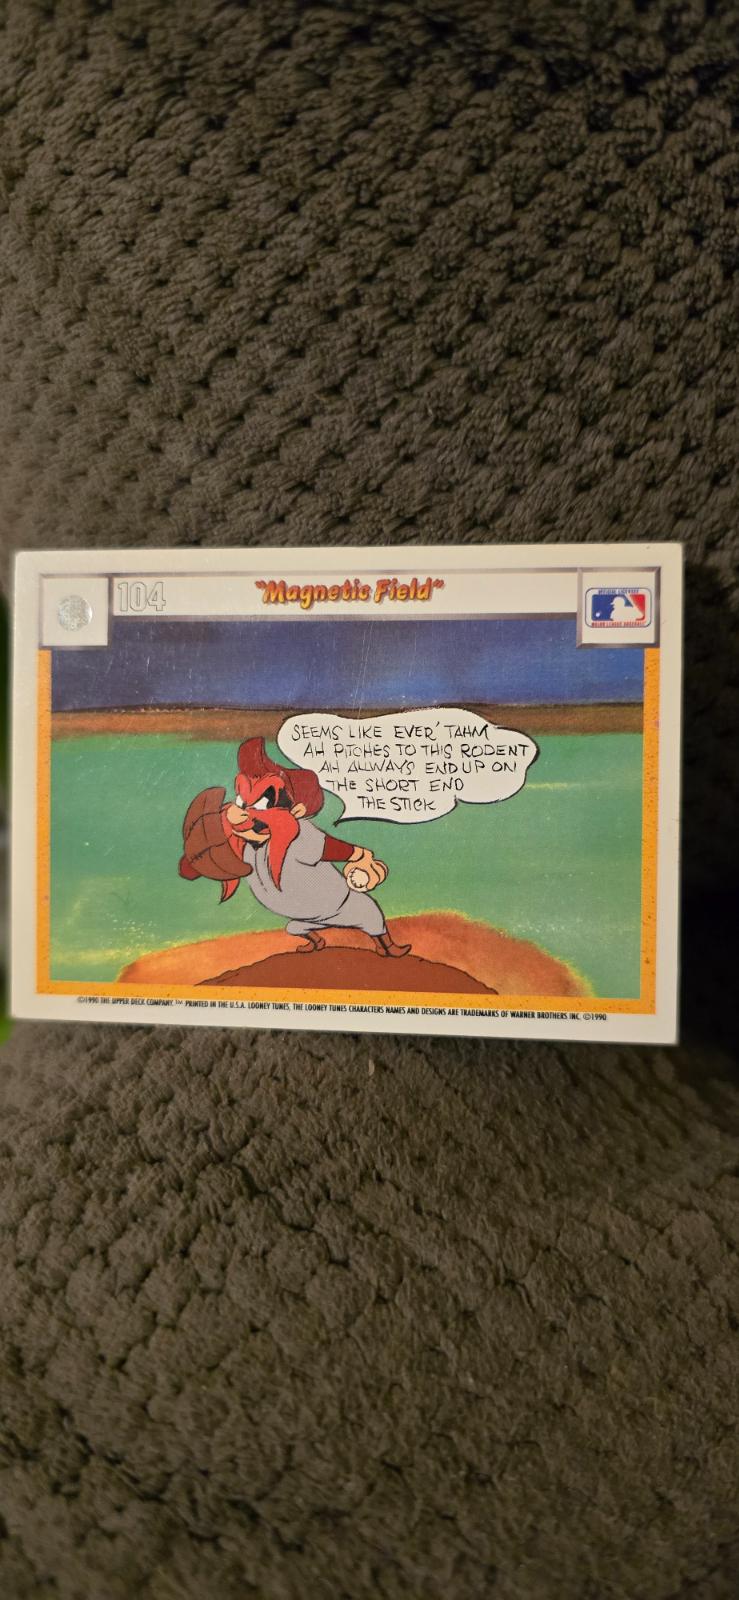 104
"Magnetic Field"
SEEMS LIKE EVER' TAHM
AH PITCHES TO THIS RODENT
AH ALLWAYS END UP ON
THE SHORT END
THE STICK
©1990 THE UPPER DECK COMPANY. ™ PRINTED IN THE U.S.A. LOONEY TUNES, THE LOONEY TUNES CHARACTERS NAMES AND DESIGNS ARE TRADEMARKS OF WARNER BROTHERS INC. ©1990